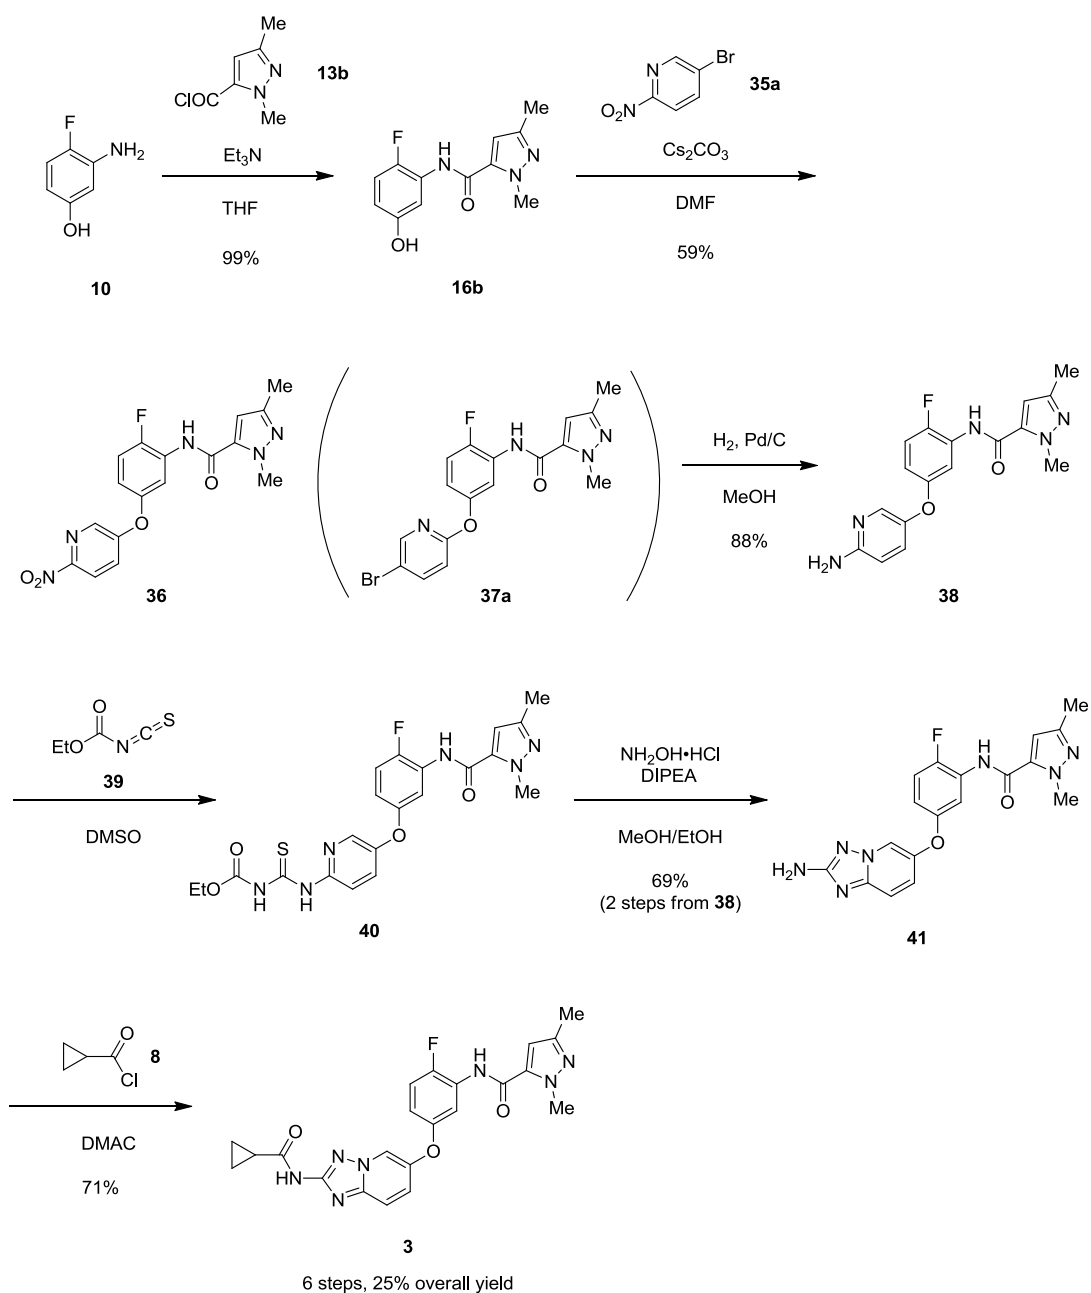 Me
N
N
Me
ClOC
13b
F
NH2
OH
10
Et3N
THF
99%
F
H
N
O
Me
N
N
Me
OH
16b
N
Br
O2N
35a
Cs2CO3
DMF
59%
F
H
N
O
Me
N
N
Me
O
N
O2N
36
F
H
N
O
Me
N
N
Me
O
N
Br
37a
H2, Pd/C
MeOH
88%
F
H
N
O
Me
N
N
Me
O
N
H2N
38
O
EtO
N
C
S
39
DMSO
F
H
N
O
Me
N
N
Me
O
N
O
S
EtO
N
H
N
H
40
NH2OH•HCl
DIPEA
MeOH/EtOH
69%
(2 steps from 38)
F
H
N
O
Me
N
N
Me
O
H2N
N
N
N
41
O
Cl
8
DMAC
71%
F
H
N
O
Me
N
N
Me
O
O
HN
N
N
N
3
6 steps, 25% overall yield